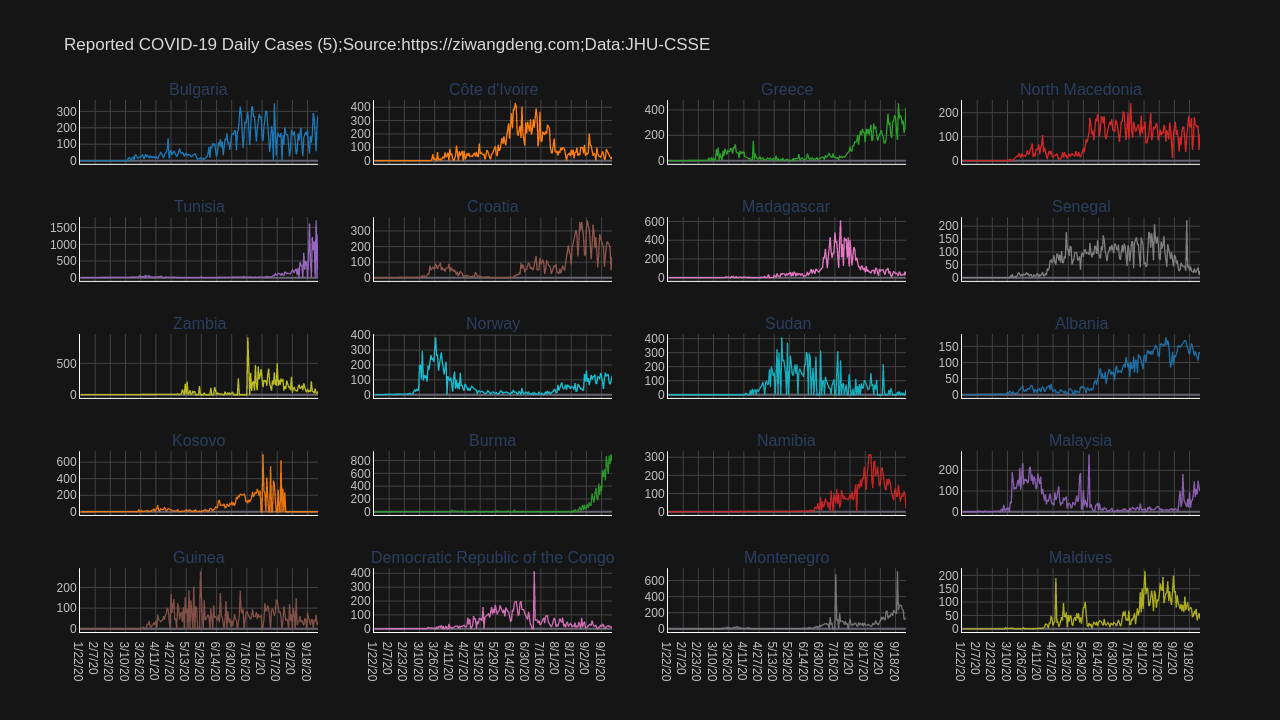 Reported COVID-19 Daily Cases (5);Source:https://ziwangdeng.com;Data:JHU-CSSE
Bulgaria Côte d'Ivoire Greece North Macedonia
300 200 100 0
400 300 200 100 0
400 200 0
200 100 0
Tunisia Croatia Madagascar Senegal
1500 1000 500 0
300 200 100 0
600 400 200 0
200 150 100 50 0
Zambia Norway Sudan Albania
500 0
400 300 200 100 0
400 300 200 100 0
150 100 50 0
Kosovo Burma Namibia Malaysia
600 400 200 0
800 600 400 200 0
300 200 100 0
200 100 0
Guinea Democratic Republic of the Congo Montenegro Maldives
200 100 0
400 300 200 100 0
600 400 200 0
200 150 100 50 0
1/22/20 2/7/20 2/23/20 3/10/20 3/26/20 4/11/20 4/27/20 5/13/20 5/29/20 6/14/20 6/30/20 7/16/20 8/1/20 8/17/20 9/2/20 9/18/20
1/22/20 2/7/20 2/23/20 3/10/20 3/26/20 4/11/20 4/27/20 5/13/20 5/29/20 6/14/20 6/30/20 7/16/20 8/1/20 8/17/20 9/2/20 9/18/20
1/22/20 2/7/20 2/23/20 3/10/20 3/26/20 4/11/20 4/27/20 5/13/20 5/29/20 6/14/20 6/30/20 7/16/20 8/1/20 8/17/20 9/2/20 9/18/20
1/22/20 2/7/20 2/23/20 3/10/20 3/26/20 4/11/20 4/27/20 5/13/20 5/29/20 6/14/20 6/30/20 7/16/20 8/1/20 8/17/20 9/2/20 9/18/20